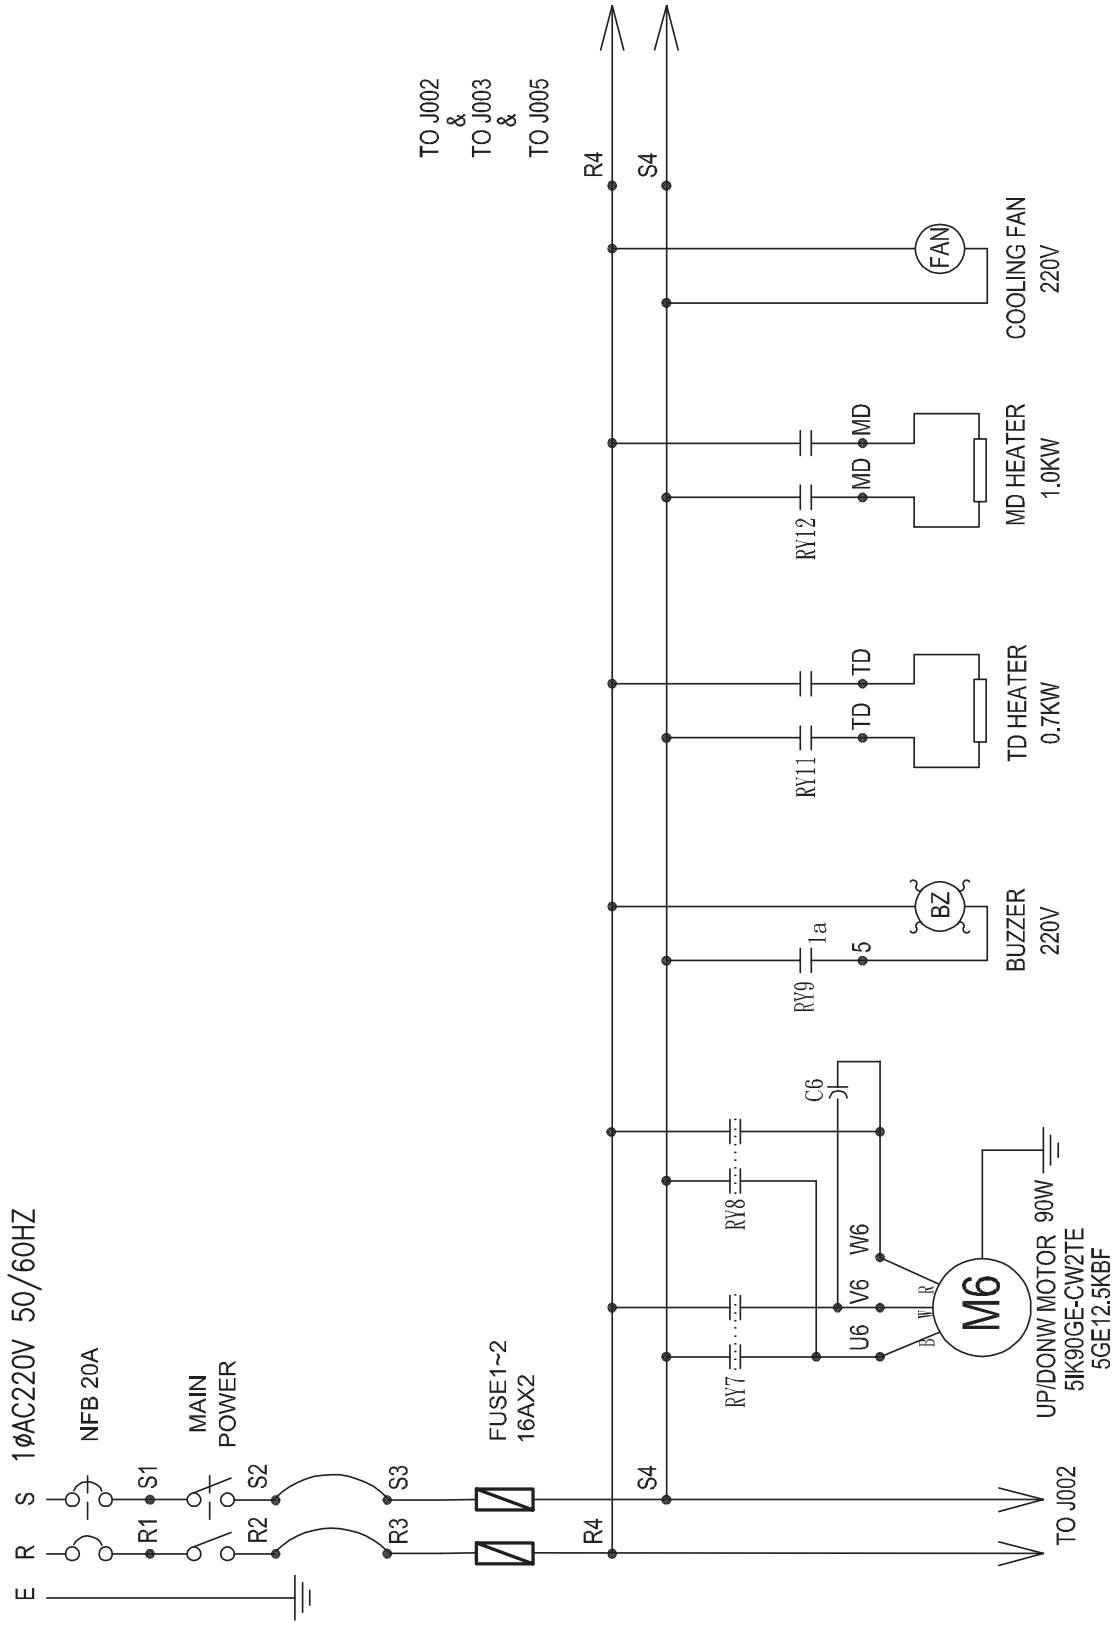 1øAC220V 50/60HZ
E
R
S
NFB 20A
R1
S1
MAIN
POWER
R2
S2
R3
S3
FUSE1~2
16AX2
R4
S4
TO J002
RY7
RY8
C6
U6
V6
W6
B
W
R
M6
UP/DONW MOTOR 90W
5IK90GE-CW2TE
5GE12.5KBF
RY9
1a
5
BZ
BUZZER
220V
RY11
TD
TD
TD HEATER
0.7KW
RY12
MD
MD
MD HEATER
1.0KW
FAN
COOLING FAN
220V
R4
S4
TO J002
&
TO J003
&
TO J005